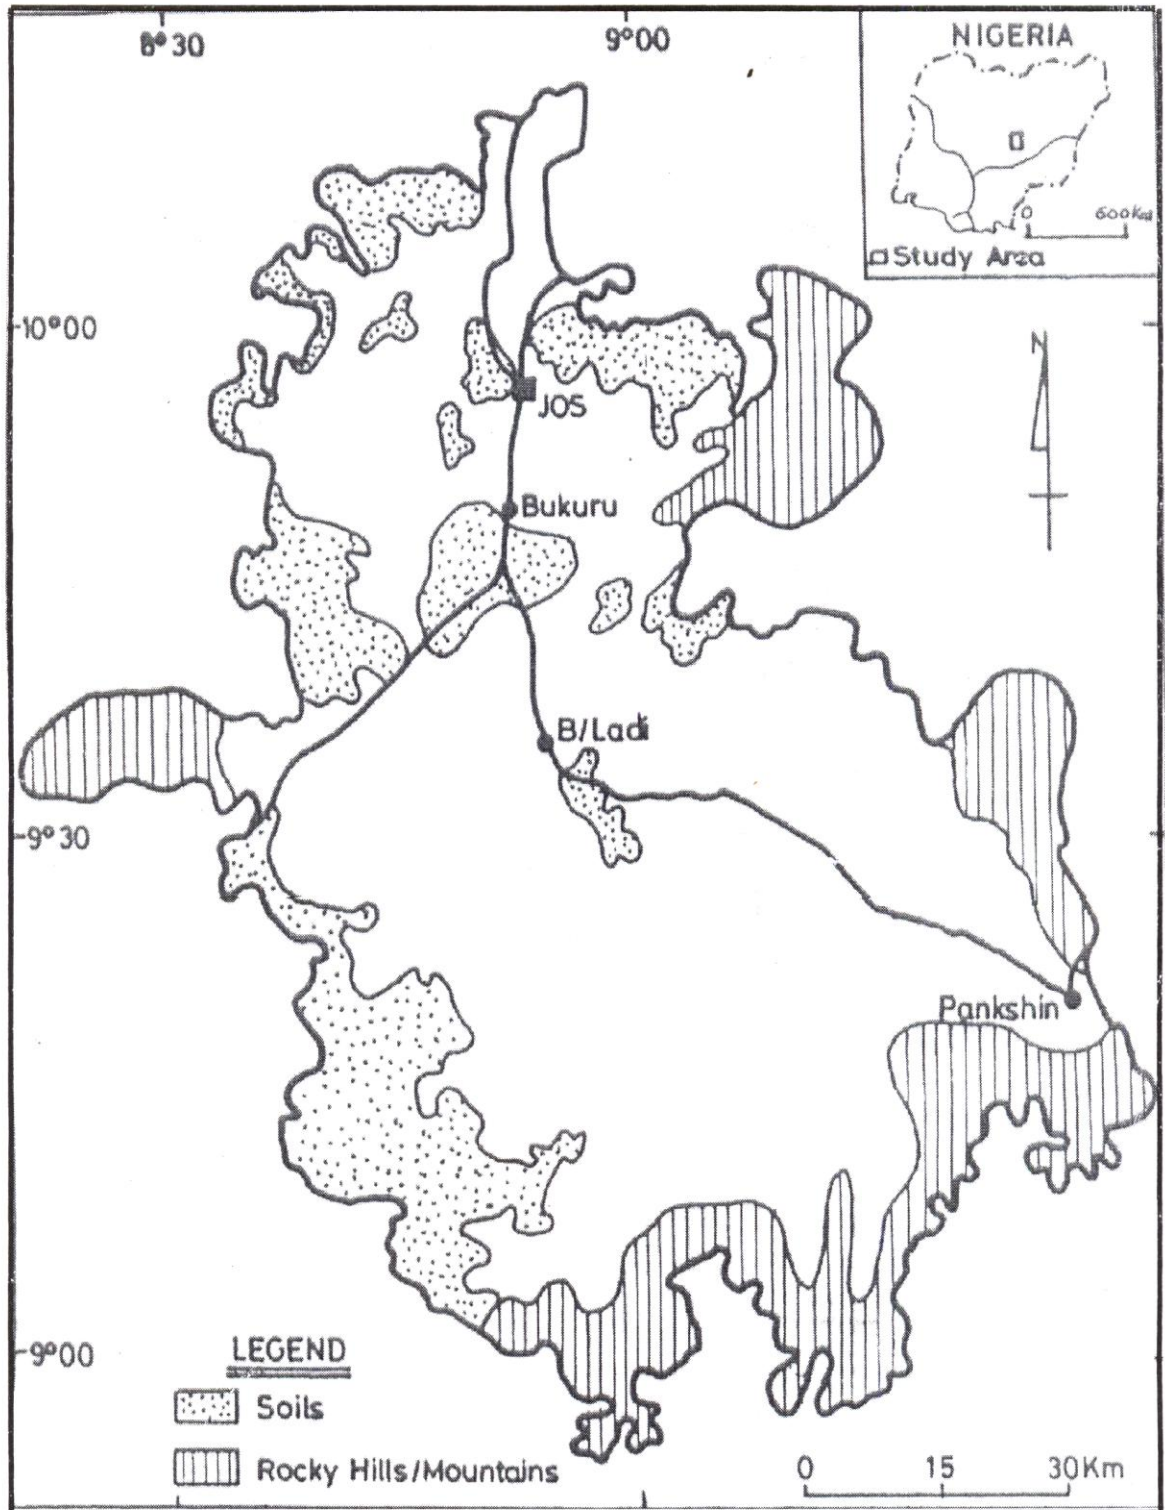 8°30
9°00
NIGERIA
0 600Km
Study Area
10°00
N
JOS
Bukuru
B/Ladi
9°30
Pankshin
9°00
LEGEND
Soils
Rocky Hills/Mountains
0 15 30Km